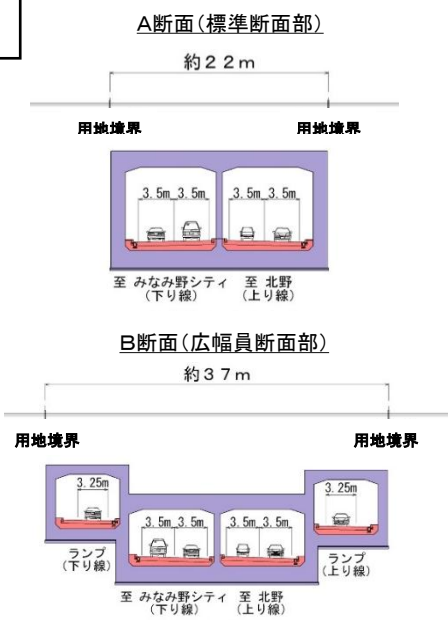 A断面(標準断面部)
約22m
用地境界 用地境界
3.5m 3.5m 3.5m 3.5m
至 みなみ野シティ 至 北野
(下り線) (上り線)
B断面(広幅員断面部)
約37m
用地境界 用地境界
3.25m 3.25m
3.5m 3.5m 3.5m 3.5m
ランプ ランプ
(下り線) (上り線)
至 みなみ野シティ 至 北野
(下り線) (上り線)